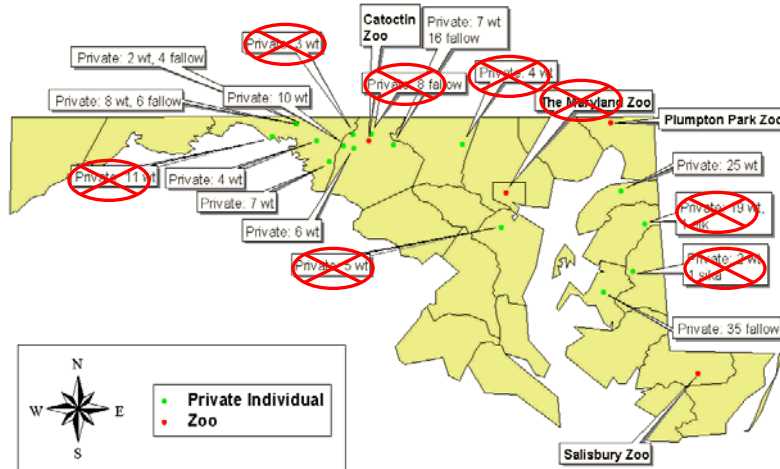 Catoctin
Zoo
Private: 7 wt
16 fallow
Private: 3 wt
Private: 2 wt, 4 fallow
Private: 8 fallow
Private: 4 wt
Private: 8 wt, 6 fallow
Private: 10 wt
The Maryland Zoo
Plumpton Park Zoo
Private: 25 wt
Private: 11 wt
Private: 4 wt
Private: 7 wt
Private: 6 wt
Private: 19 wt,
Private: 5 wt
Private: 2 wt,
1 sika
Private: 35 fallow
N
W
E
S
Private Individual
Zoo
Salisbury Zoo